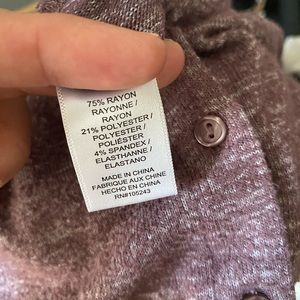 75% RAYON
RAYONNE /
RAYON
21% POLYESTER /
POLYESTER /
POLIÉSTER
4% SPANDEX /
ELASTHANNE /
ELASTANO
MADE IN CHINA
FABRIQUE AUX CHINE
HECHO EN CHINA
RN#105243